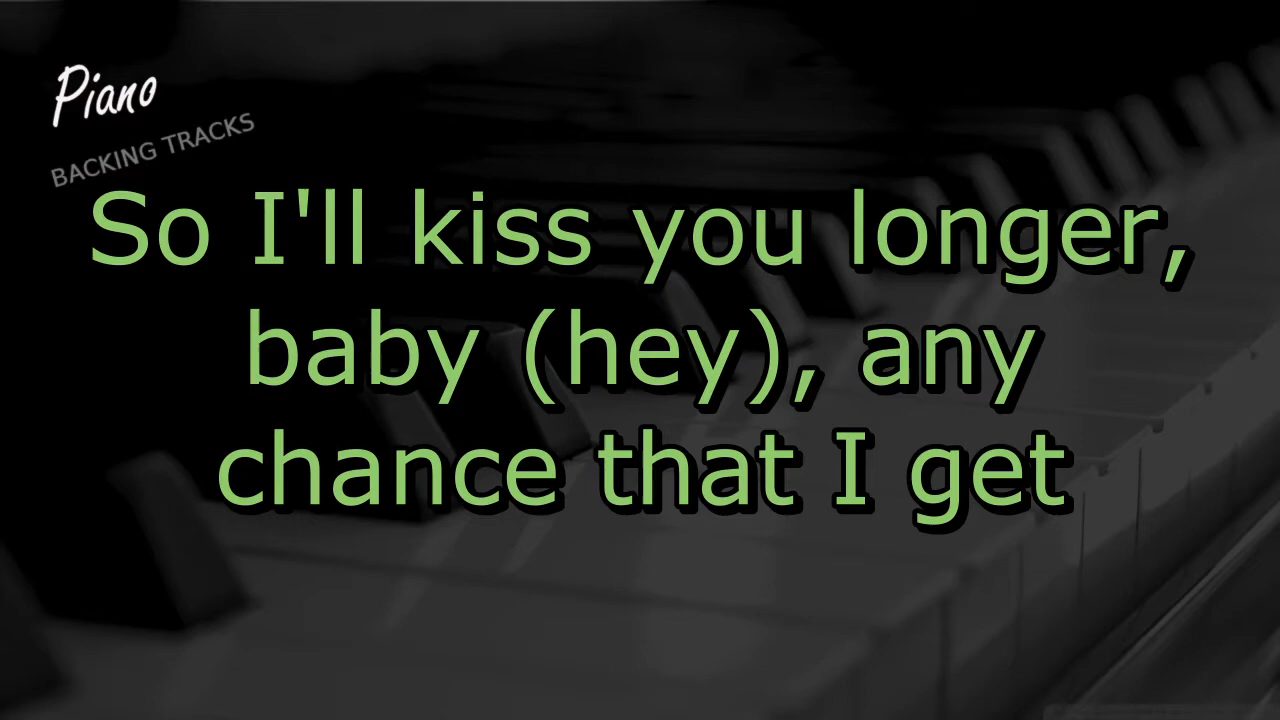 Piano
BACKING TRACKS
So I'll kiss you longer,
baby (hey), any
chance that I get